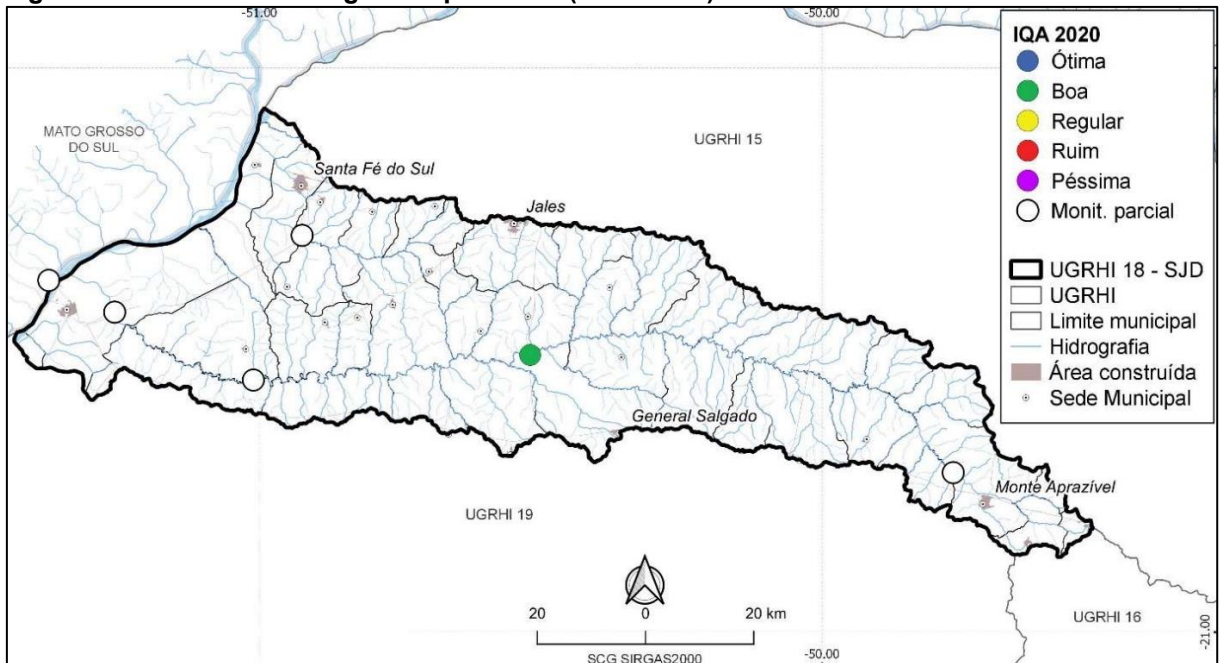 -51.00
-50.00
IQA 2020
Ótima
Boa
Regular
Ruim
Péssima
Monit. parcial
UGRHI 18 - SJD
UGRHI
Limite municipal
Hidrografia
Área construída
Sede Municipal
MATO GROSSO
DO SUL
UGRHI 15
Santa Fé do Sul
Jales
General Salgado
Monte Aprazível
UGRHI 19
UGRHI 16
20 0 20 km
SCG SIRGAS2000
-50.00
-21.00